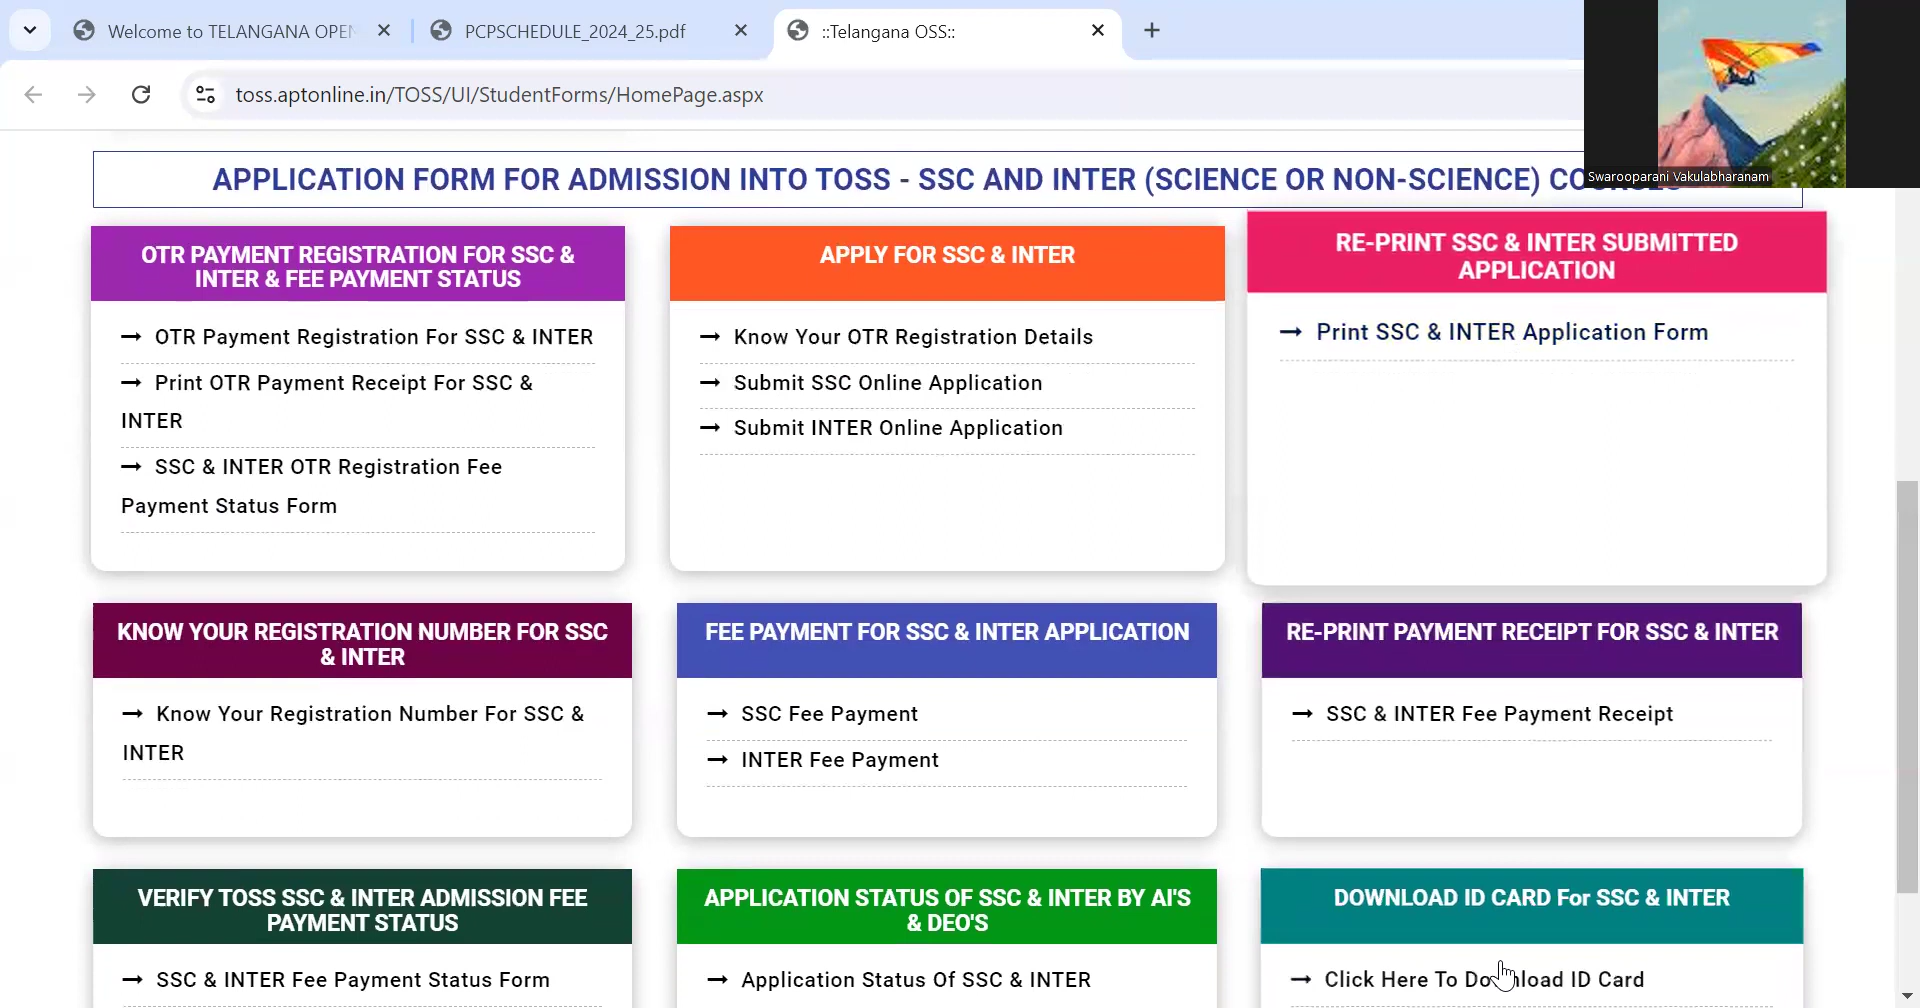 Welcome to TELANGANA OPEN
PCPSCHEDULE_2024_25.pdf
::Telangana OSS::
toss.aptonline.in/TOSS/UI/StudentForms/HomePage.aspx
Swarooparani Vakulabharanam
APPLICATION FORM FOR ADMISSION INTO TOSS - SSC AND INTER (SCIENCE OR NON-SCIENCE)
OTR PAYMENT REGISTRATION FOR SSC &
INTER & FEE PAYMENT STATUS
OTR Payment Registration For SSC & INTER
Print OTR Payment Receipt For SSC &
INTER
SSC & INTER OTR Registration Fee
Payment Status Form
APPLY FOR SSC & INTER
Know Your OTR Registration Details
Submit SSC Online Application
Submit INTER Online Application
RE-PRINT SSC & INTER SUBMITTED
APPLICATION
Print SSC & INTER Application Form
KNOW YOUR REGISTRATION NUMBER FOR SSC
& INTER
Know Your Registration Number For SSC &
INTER
FEE PAYMENT FOR SSC & INTER APPLICATION
SSC Fee Payment
INTER Fee Payment
RE-PRINT PAYMENT RECEIPT FOR SSC & INTER
SSC & INTER Fee Payment Receipt
VERIFY TOSS SSC & INTER ADMISSION FEE
PAYMENT STATUS
SSC & INTER Fee Payment Status Form
APPLICATION STATUS OF SSC & INTER BY AI'S
& DEO'S
Application Status Of SSC & INTER
DOWNLOAD ID CARD For SSC & INTER
Click Here To Download ID Card